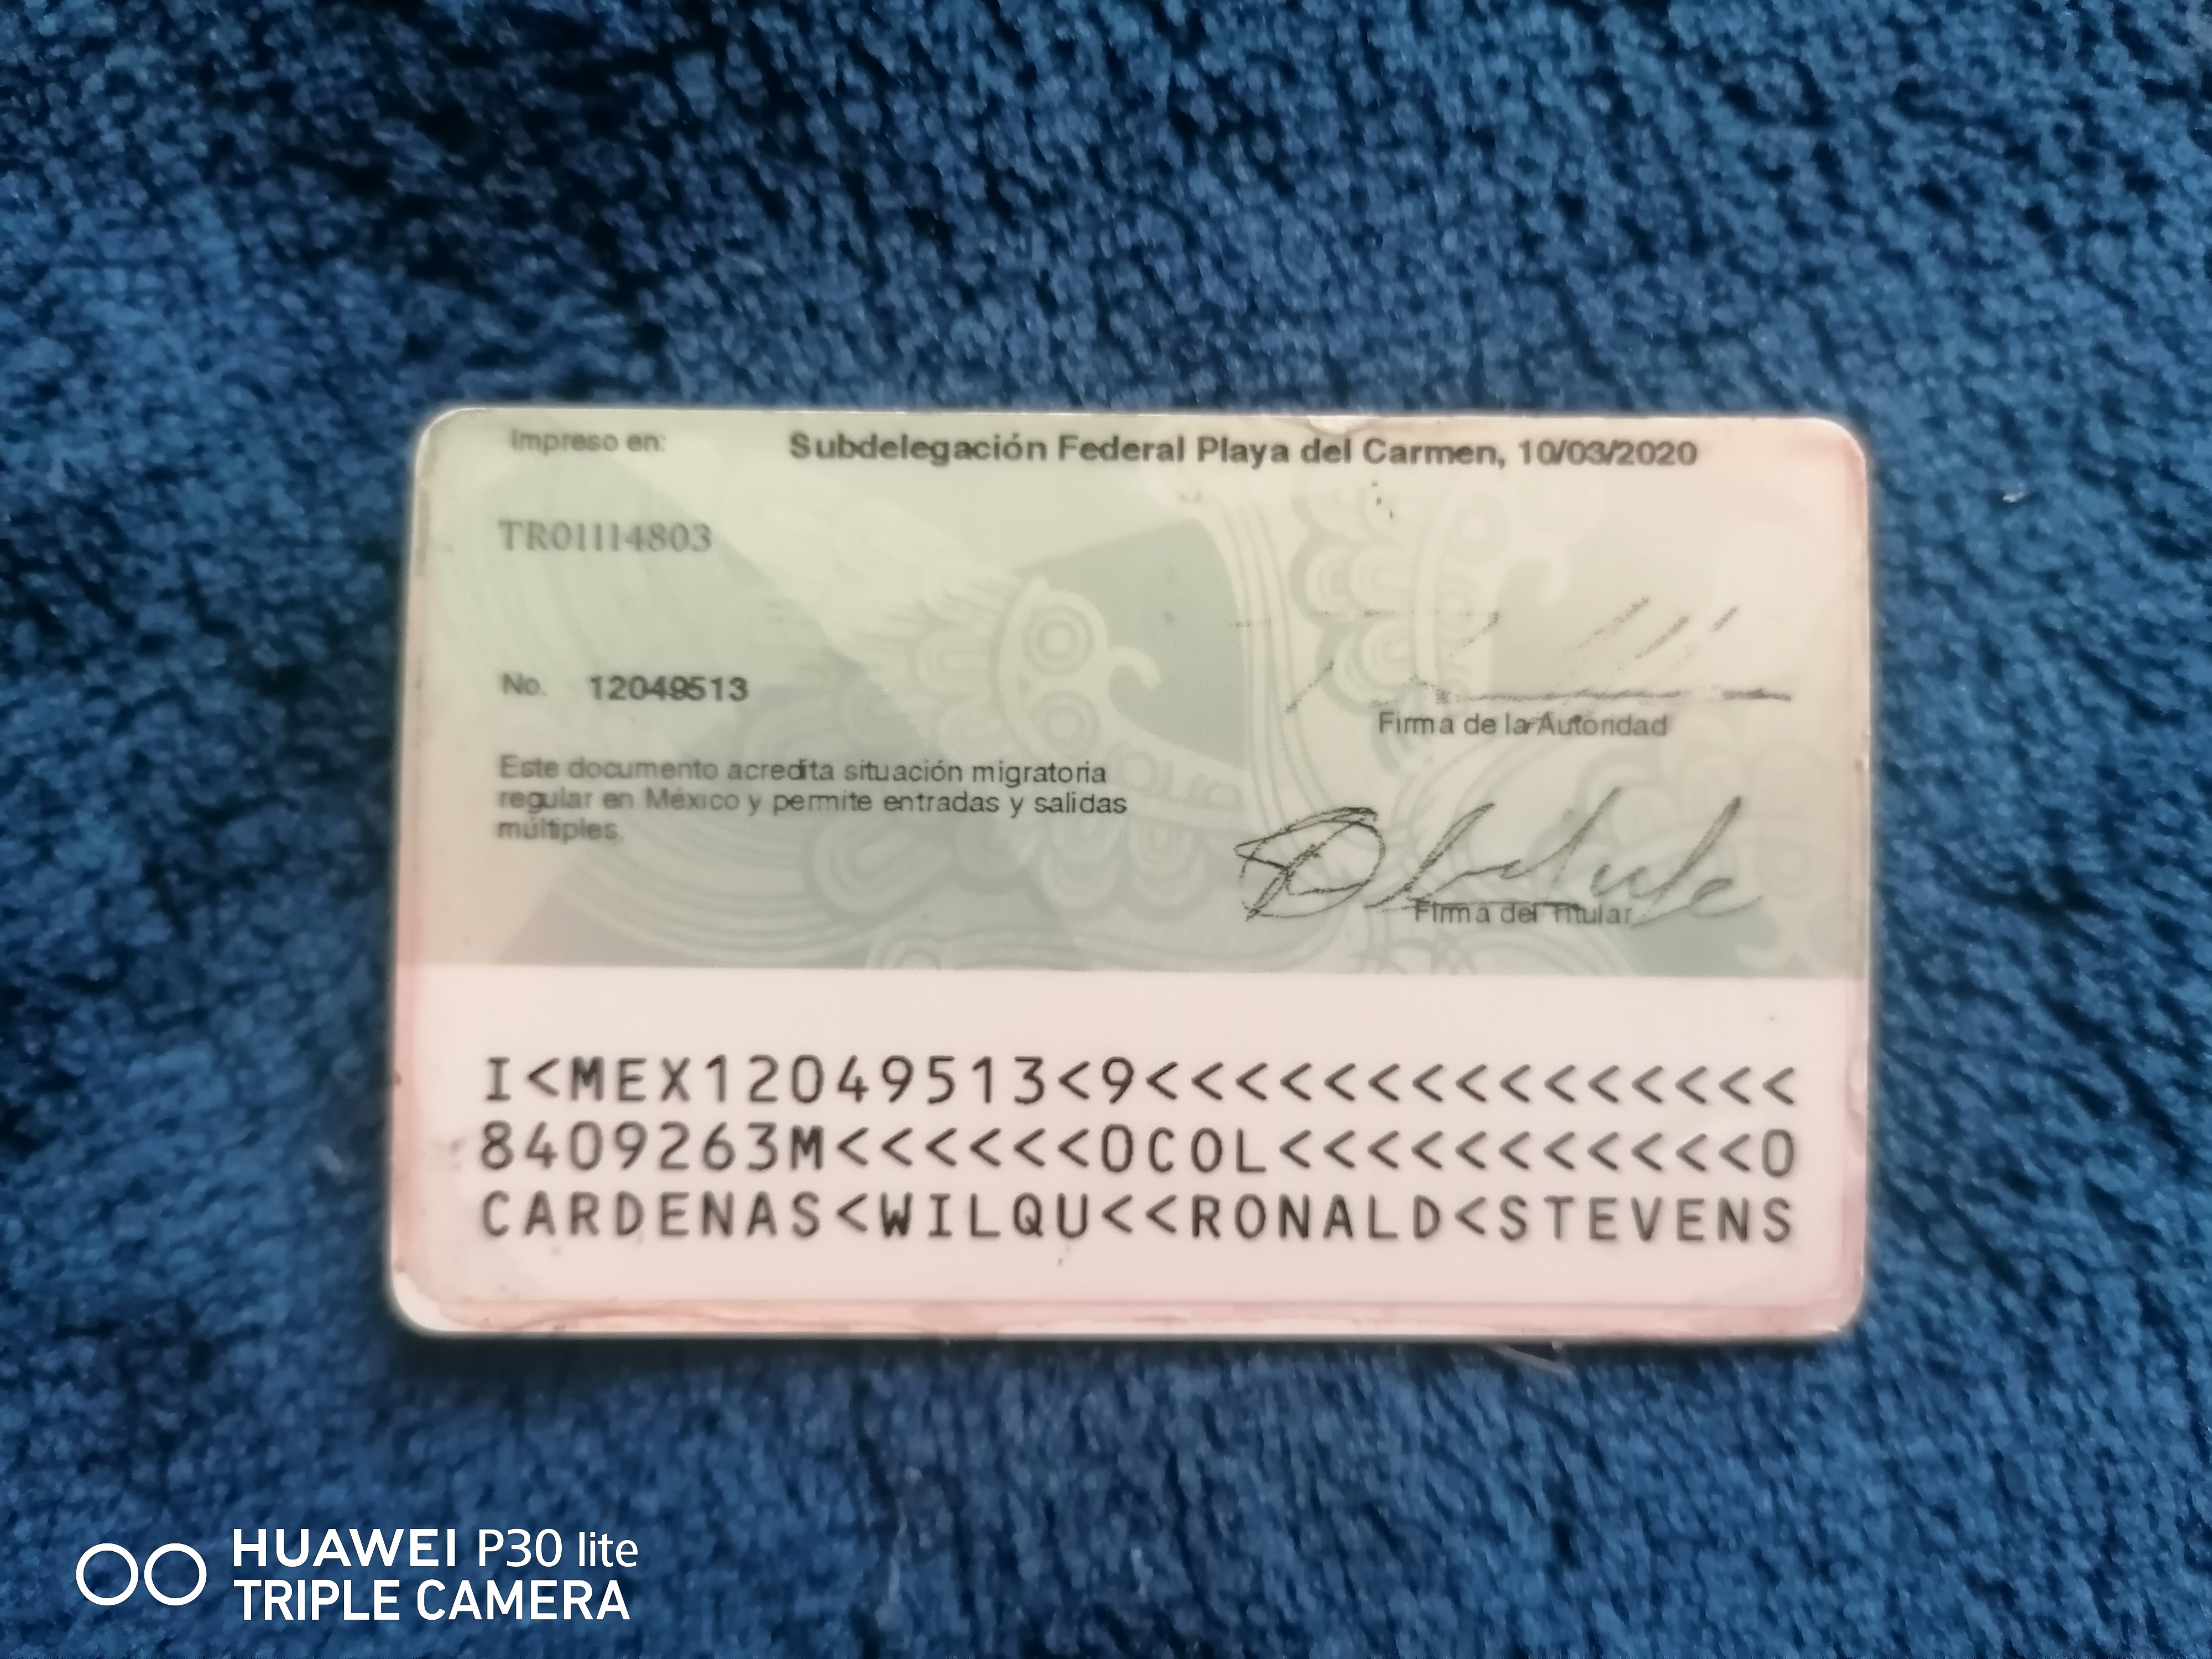 Impreso en: Subdelegación Federal Playa del Carmen, 10/03/2020
TR01114803
No. 12049513
Firma de la Autoridad
Este documento acredita situación migratoria
regular en México y permite entradas y salidas
múltiples.
Firma del Titular
I<MEX12049513<9<<<<<<<<<<<<<<<
8409263M<<<<<<0COL<<<<<<<<<<<0
CARDENAS<WILQU<<RONALD<STEVENS
HUAWEI P30 lite
TRIPLE CAMERA